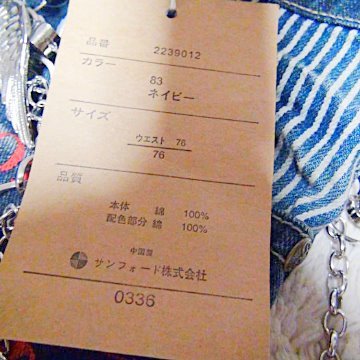 品番 2239012
カラー
83
ネイビー
サイズ
ウエスト 76
76
品質
本体 綿 100%
配色部分 綿 100%
中国製
サンフォード株式会社
0336